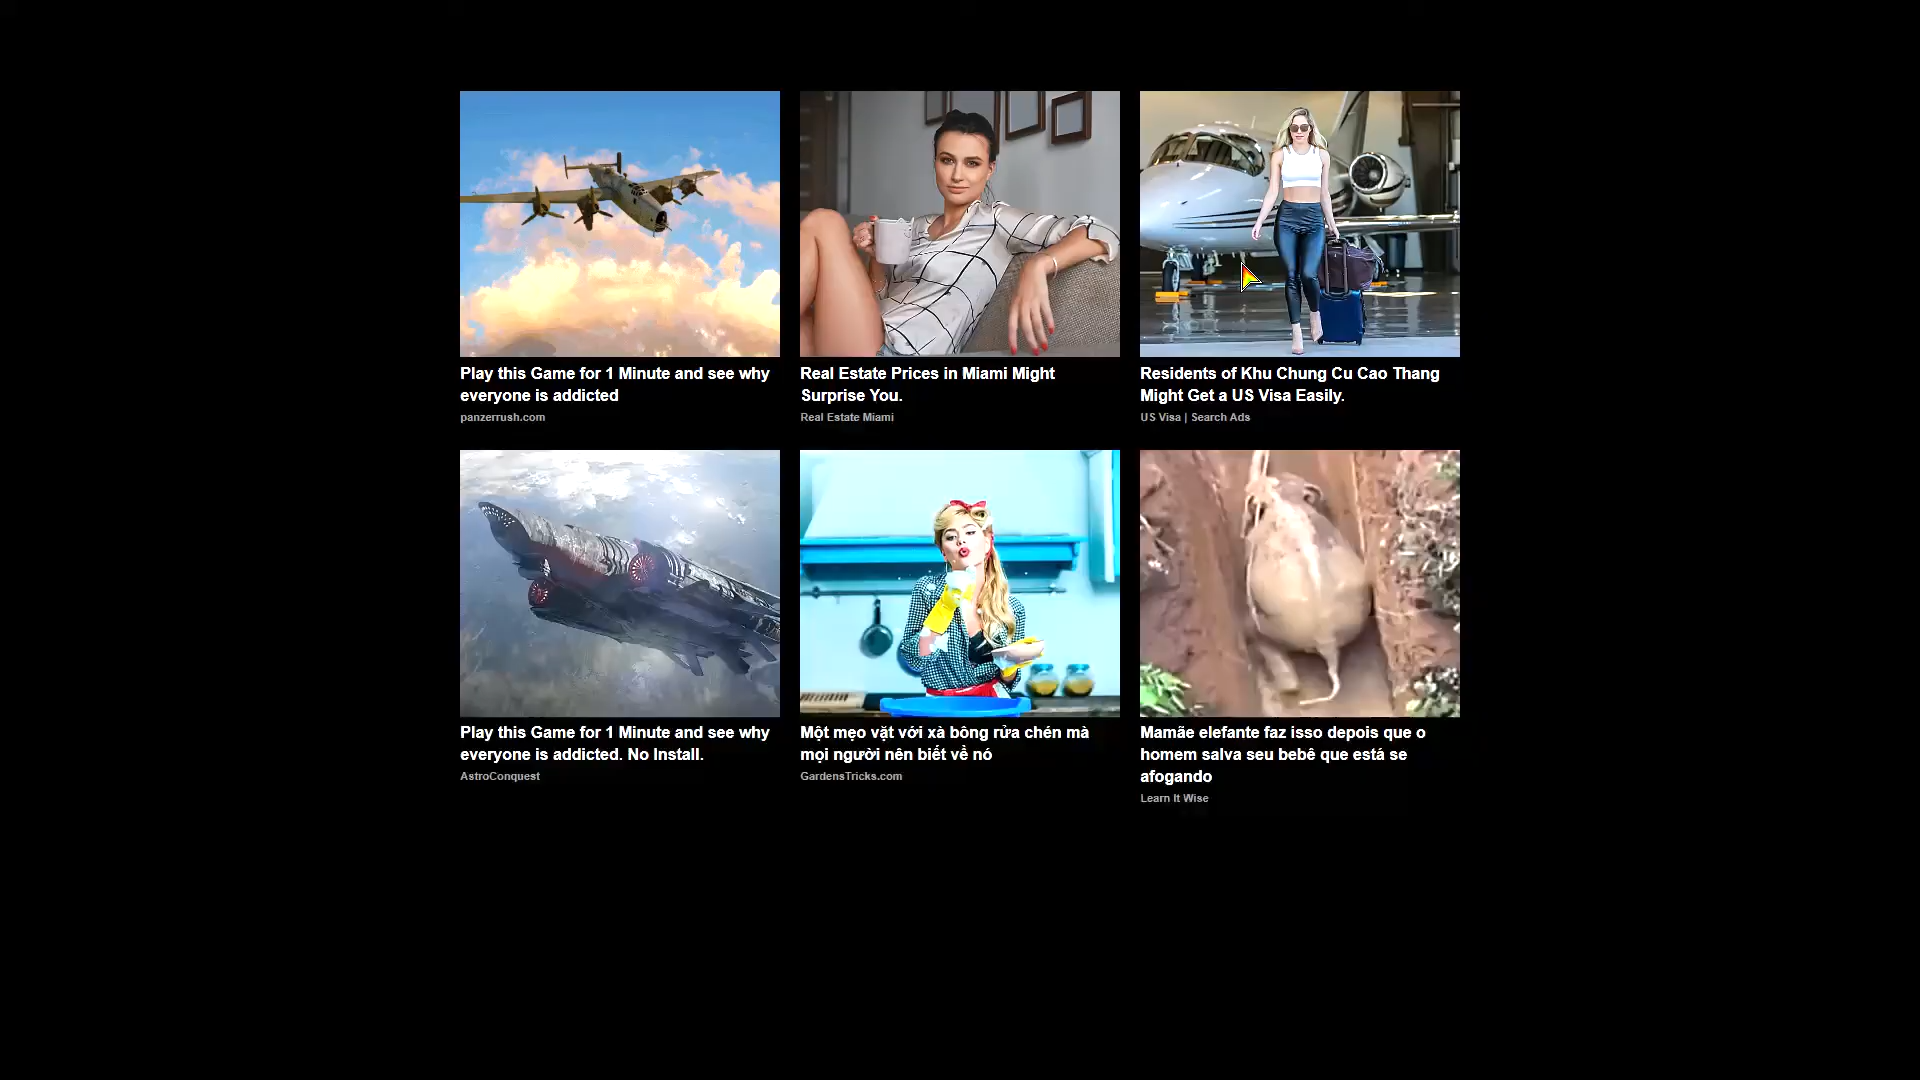 Play this Game for 1 Minute and see why
everyone is addicted
panzerrush.com
Real Estate Prices in Miami Might
Surprise You.
Real Estate Miami
Residents of Khu Chung Cu Cao Thang
Might Get a US Visa Easily.
US Visa | Search Ads
Play this Game for 1 Minute and see why
everyone is addicted. No Install.
AstroConquest
Một mẹo vặt với xà bông rửa chén mà
mọi người nên biết về nó
GardensTricks.com
Mamãe elefante faz isso depois que o
homem salva seu bebê que está se
afogando
Learn It Wise